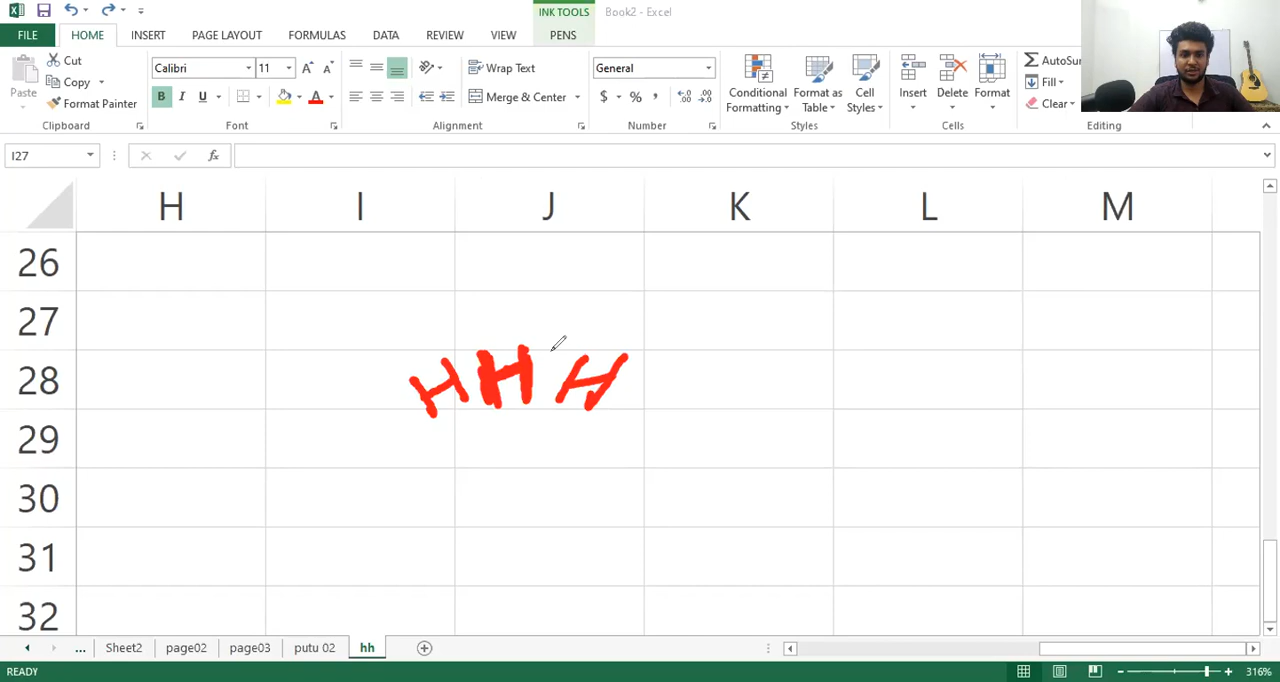 INK TOOLS Book2 - Excel
FILE HOME INSERT PAGE LAYOUT FORMULAS DATA REVIEW VIEW PENS
Paste Cut Copy Format Painter
Calibri 11 B I U A A A
Wrap Text Merge & Center
General $ % ,
Conditional Formatting Format as Table Cell Styles
Insert Delete Format
AutoSu Fill Clear
Clipboard Font Alignment Number Styles Cells Editing
I27 fx
H I J K L M
26
27
28 H H H
29
30
31
32
... Sheet2 page02 page03 putu 02 hh
READY 316%